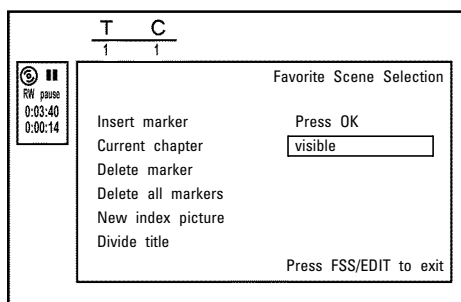 T C
1 1
RW pause
0:03:40
0:00:14
Favorite Scene Selection
Insert marker Press OK
Current chapter visible
Delete marker
Delete all markers
New index picture
Divide title
Press FSS/EDIT to exit